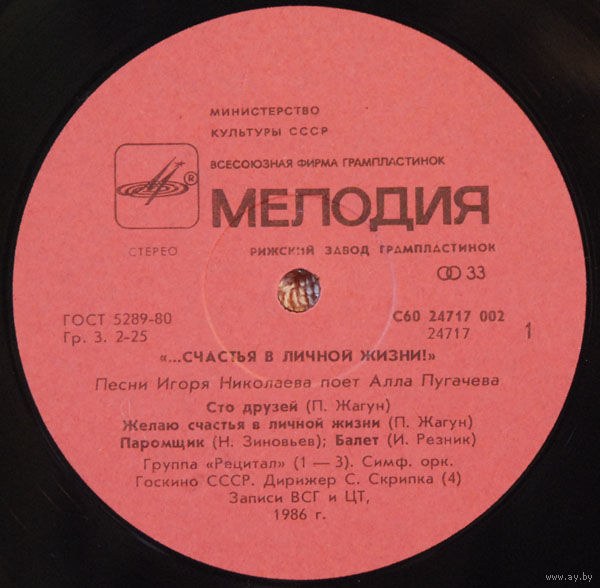 МИНИСТЕРСТВО
КУЛЬТУРЫ СССР
ВСЕСОЮЗНАЯ ФИРМА ГРАМПЛАСТИНОК
®
МЕЛОДИЯ
СТЕРЕО
РИЖСКИЙ ЗАВОД ГРАМПЛАСТИНОК
33
ГОСТ 5289-80
Гр. 3. 2-25
С60 24717 002
24717
1
«...СЧАСТЬЯ В ЛИЧНОЙ ЖИЗНИ!»
Песни Игоря Николаева поет Алла Пугачева
Сто друзей (П. Жагун)
Желаю счастья в личной жизни (П. Жагун)
Паромщик (Н. Зиновьев); Балет (И. Резник)
Группа «Рецитал» (1 — 3). Симф. орк.
Госкино СССР. Дирижер С. Скрипка (4)
Записи ВСГ и ЦТ,
1986 г.
www.ay.by